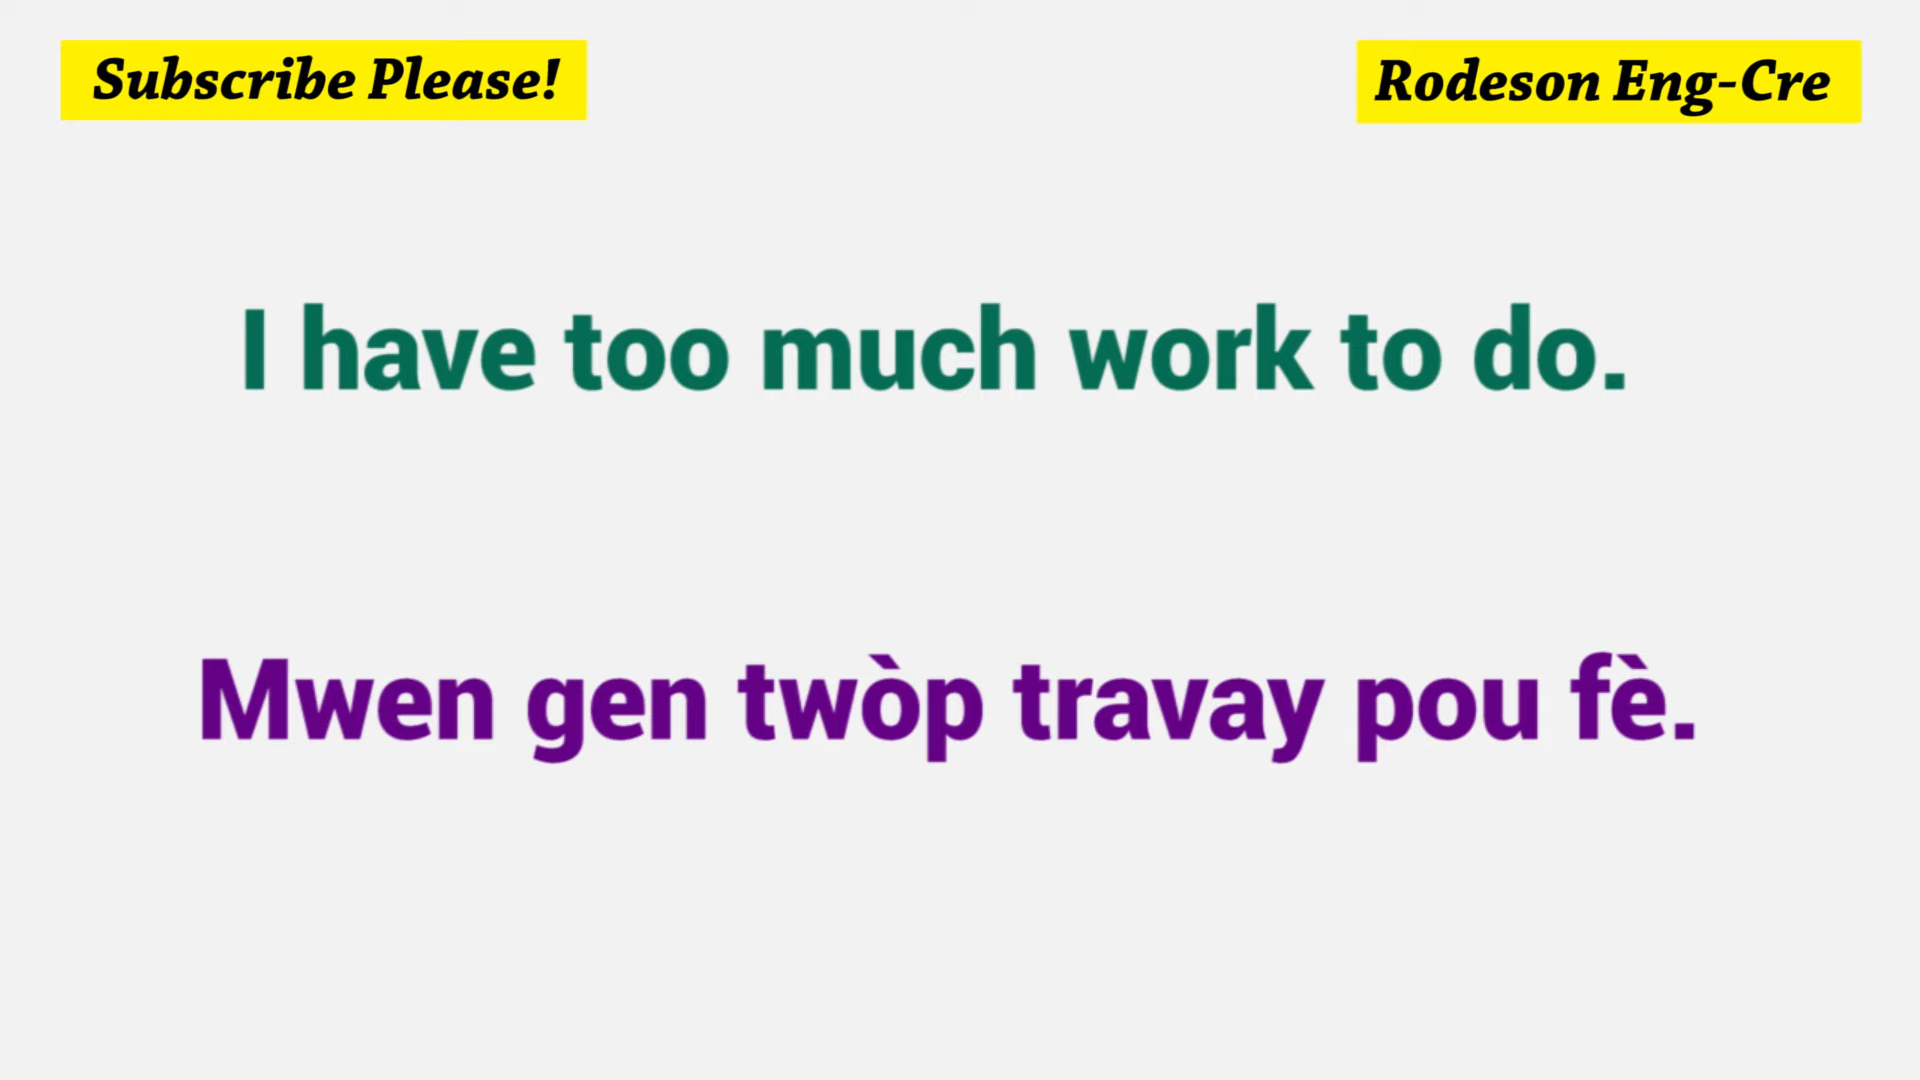 Subscribe Please!
Rodeson Eng-Cre
I have too much work to do.
Mwen gen twòp travay pou fè.